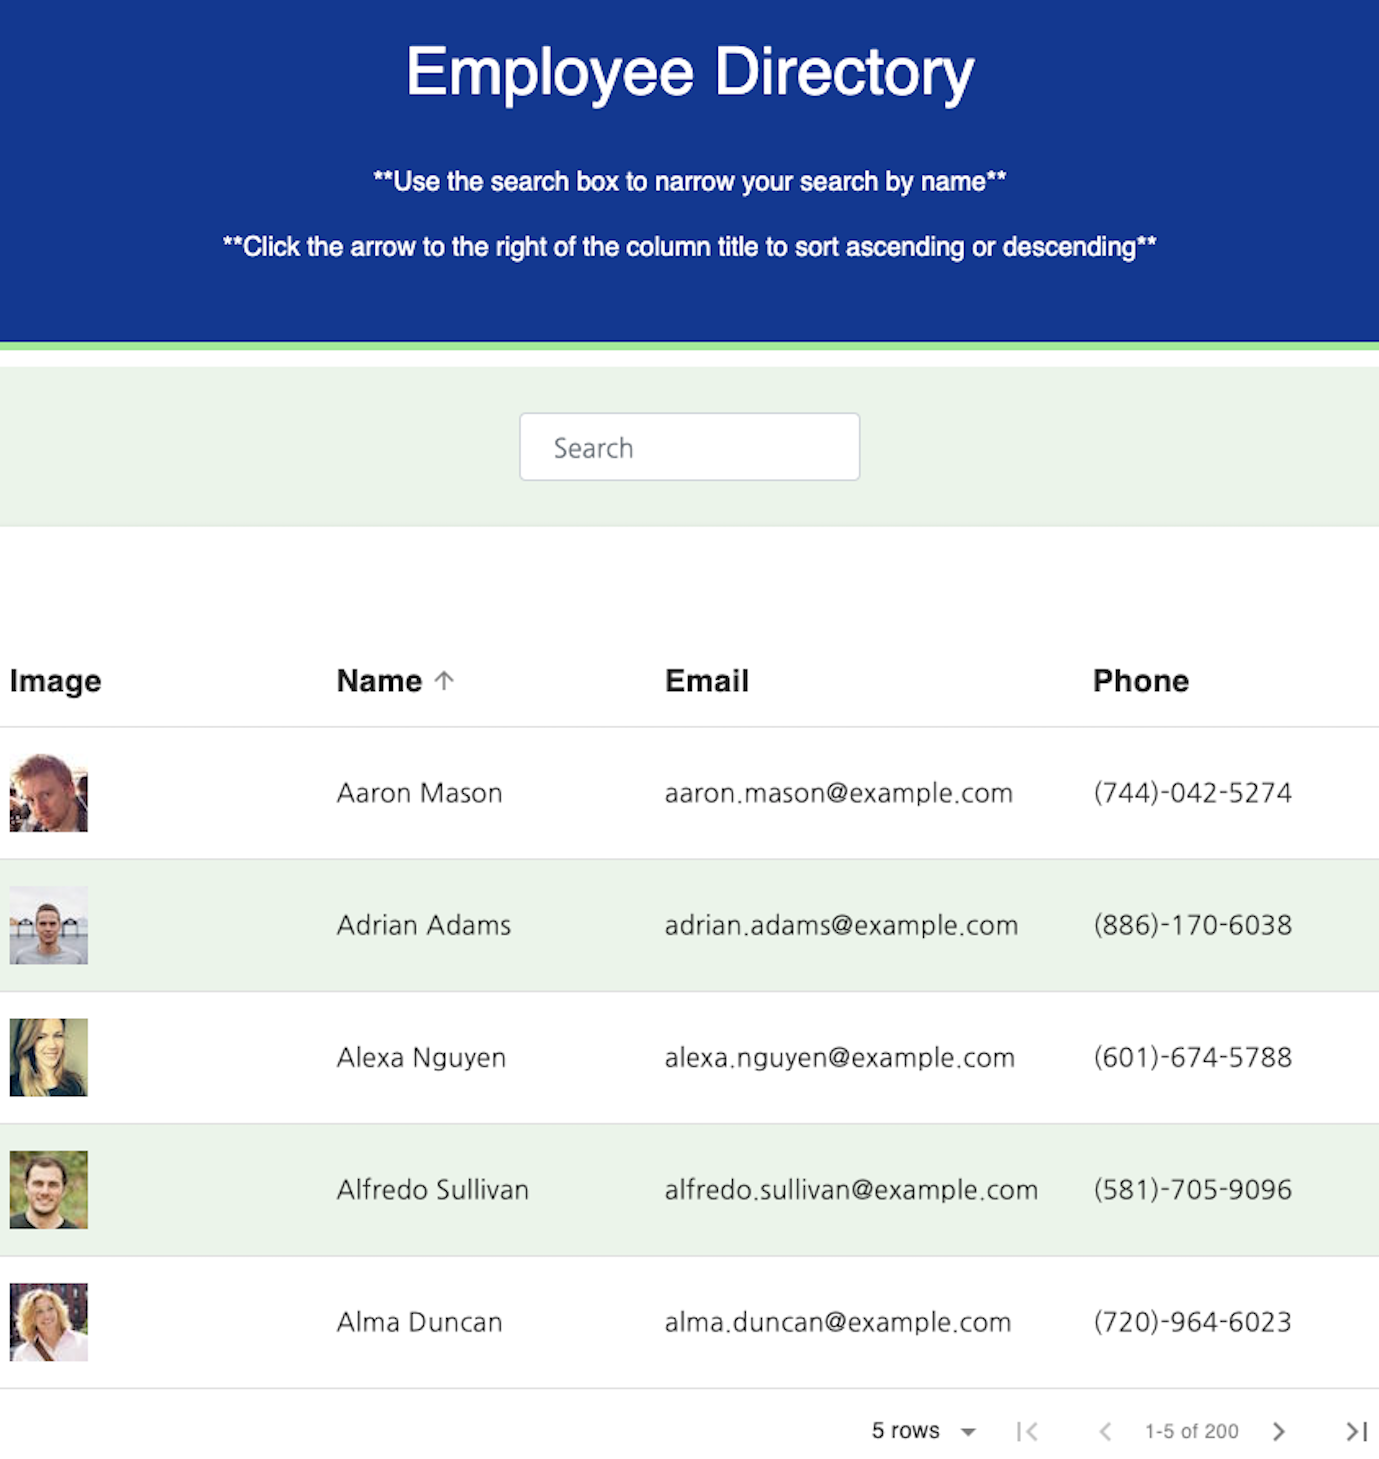 Employee Directory
**Use the search box to narrow your search by name**
**Click the arrow to the right of the column title to sort ascending or descending**
Search
Image Name Email Phone
Aaron Mason aaron.mason@example.com (744)-042-5274
Adrian Adams adrian.adams@example.com (886)-170-6038
Alexa Nguyen alexa.nguyen@example.com (601)-674-5788
Alfredo Sullivan alfredo.sullivan@example.com (581)-705-9096
Alma Duncan alma.duncan@example.com (720)-964-6023
5 rows 1-5 of 200